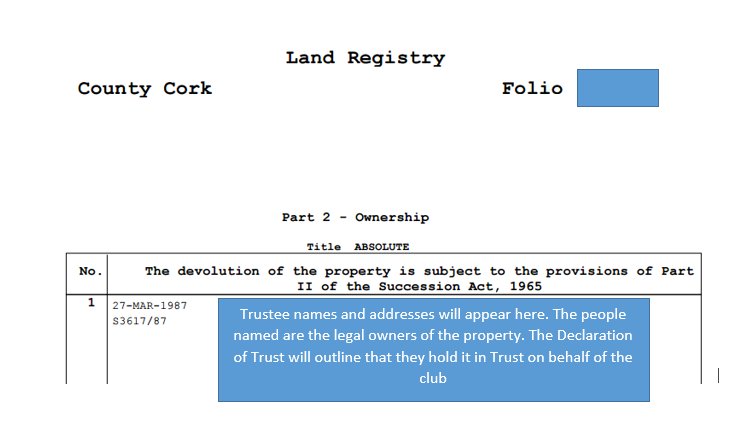 Land Registry
County Cork Folio
Part 2 - Ownership
Title ABSOLUTE
No. The devolution of the property is subject to the provisions of Part
II of the Succession Act, 1965
1 27-MAR-1987
S3617/87
Trustee names and addresses will appear here. The people
named are the legal owners of the property. The Declaration
of Trust will outline that they hold it in Trust on behalf of the
club